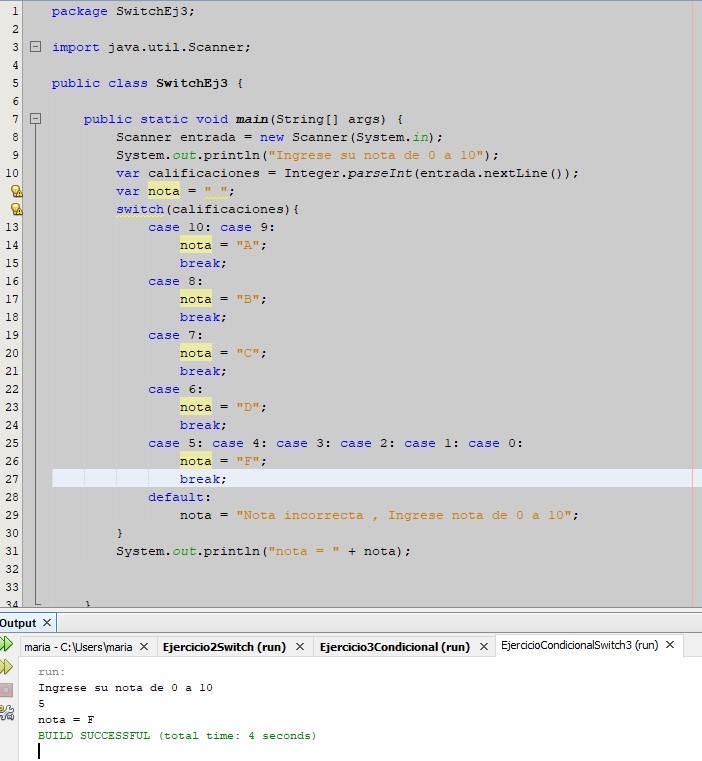 1 package SwitchEj3;
2
3 import java.util.Scanner;
4
5 public class SwitchEj3 {
6
7 public static void main(String[] args) {
8 Scanner entrada = new Scanner(System.in);
9 System.out.println("Ingrese su nota de 0 a 10");
10 var calificaciones = Integer.parseInt(entrada.nextLine());
var nota = " ";
switch(calificaciones){
13 case 10: case 9:
14 nota = "A";
15 break;
16 case 8:
17 nota = "B";
18 break;
19 case 7:
20 nota = "C";
21 break;
22 case 6:
23 nota = "D";
24 break;
25 case 5: case 4: case 3: case 2: case 1: case 0:
26 nota = "F";
27 break;
28 default:
29 nota = "Nota incorrecta , Ingrese nota de 0 a 10";
30 }
31 System.out.println("nota = " + nota);
32
33
34 }
Output ×
maria - C:\Users\maria × Ejercicio2Switch (run) × Ejercicio3Condicional (run) × EjercicioCondicionalSwitch3 (run) ×
run:
Ingrese su nota de 0 a 10
5
nota = F
BUILD SUCCESSFUL (total time: 4 seconds)